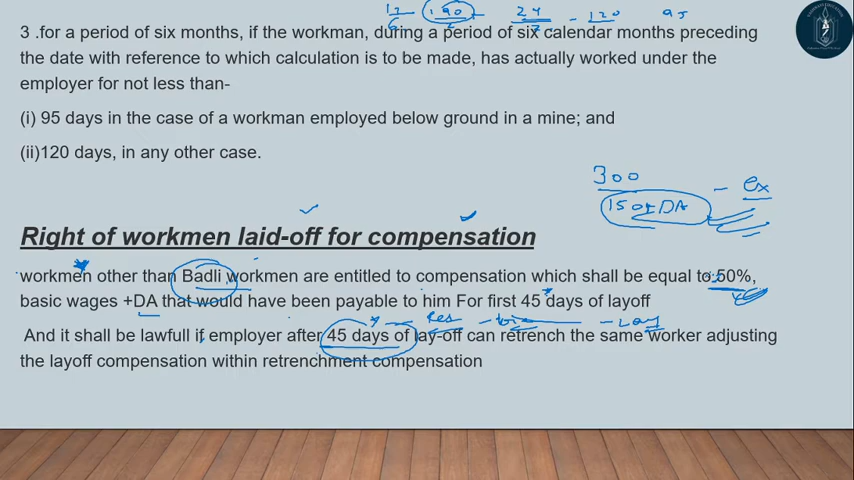 12 190 24 - 120 95
6
3 .for a period of six months, if the workman, during a period of six calendar months preceding
the date with reference to which calculation is to be made, has actually worked under the
employer for not less than-
(i) 95 days in the case of a workman employed below ground in a mine; and
(ii)120 days, in any other case.
300
150+DA - ex
Right of workmen laid-off for compensation
workmen other than Badli workmen are entitled to compensation which shall be equal to 50%,
basic wages +DA that would have been payable to him For first 45 days of layoff
And it shall be lawfull if employer after 45 days of lay-off can retrench the same worker adjusting
the layoff compensation within retrenchment compensation